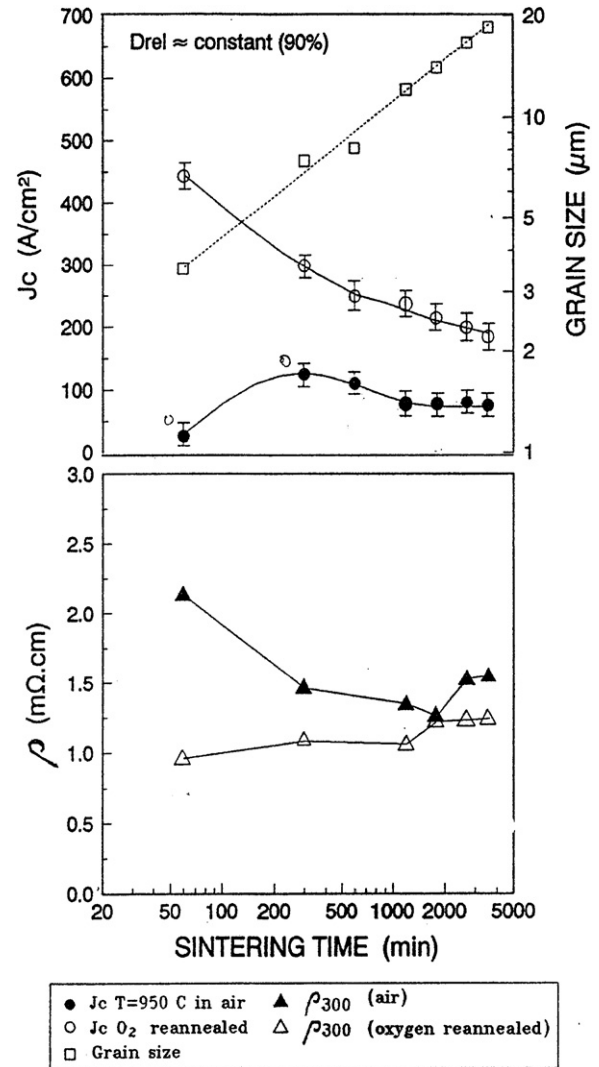 Drel ≈ constant (90%)
700
600
500
400
300
200
100
0
Jc (A/cm²)
20
10
5
3
2
1
GRAIN SIZE (μm)
3.0
2.5
2.0
1.5
1.0
0.5
0.0
ρ (mΩ.cm)
20 50 100 200 500 1000 2000 5000
SINTERING TIME (min)
Jc T=950 C in air
ρ300 (air)
Jc O2 reannealed
ρ300 (oxygen reannealed)
Grain size